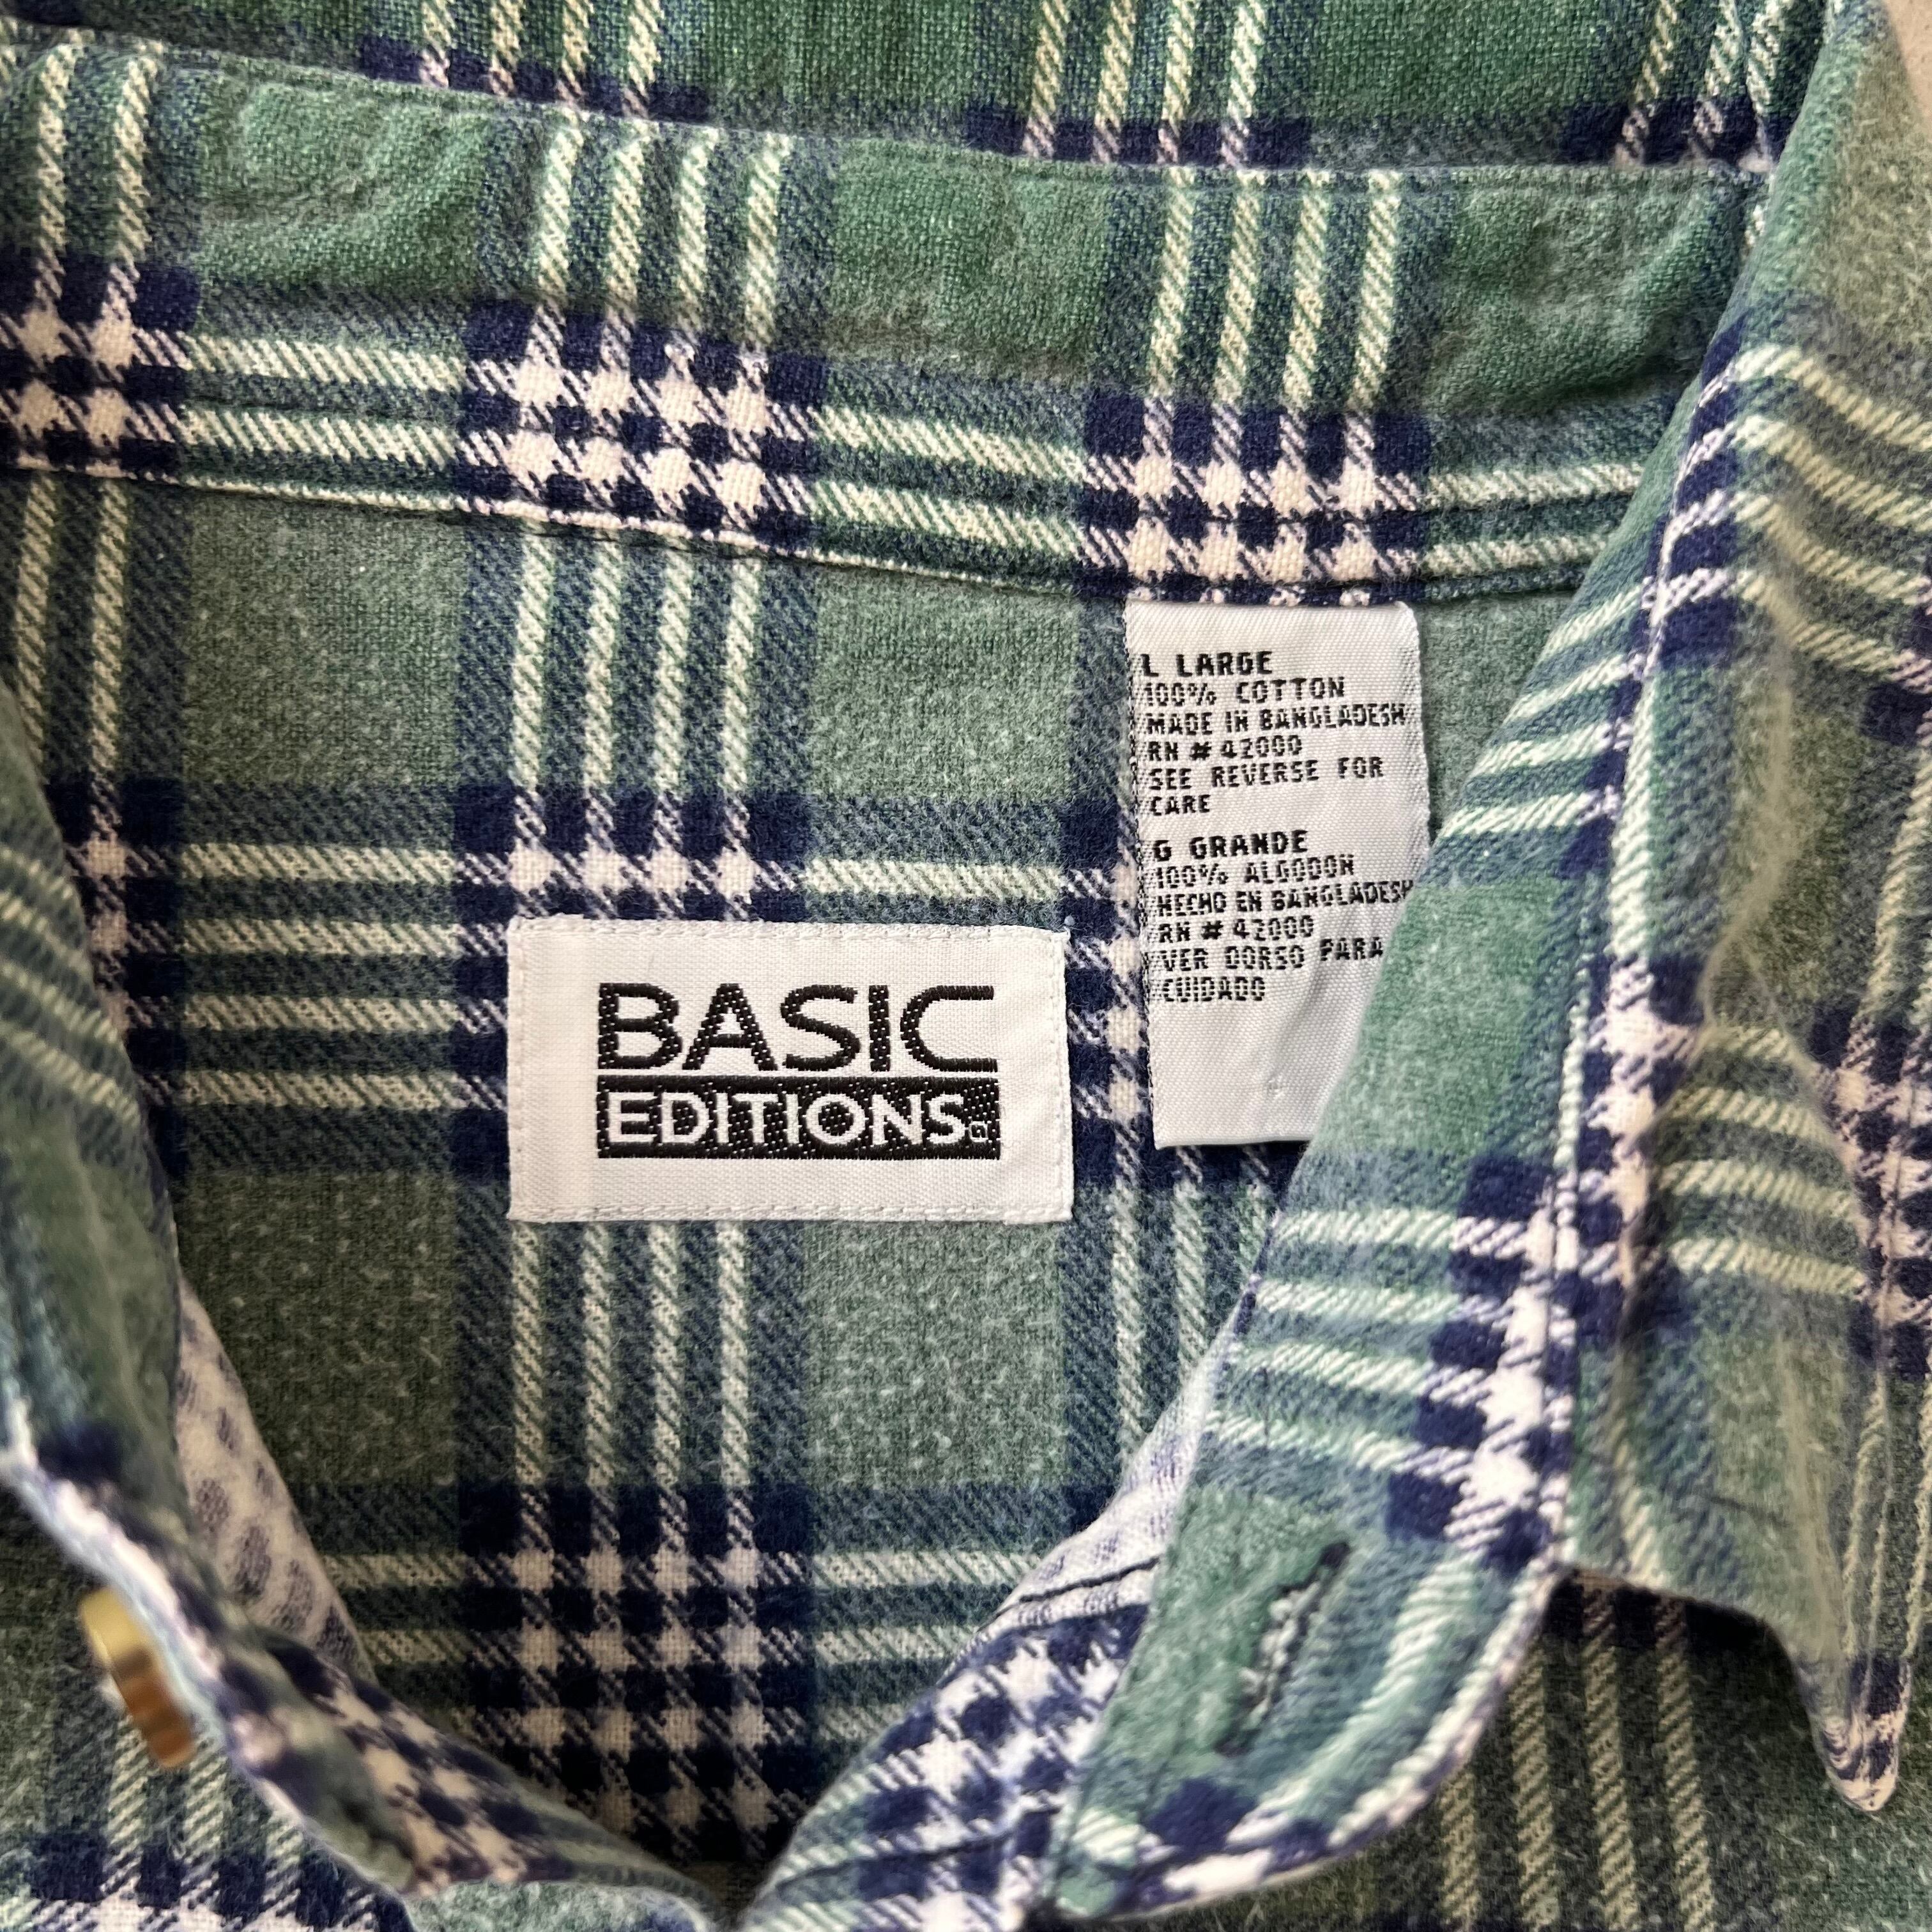 BASIC
EDITIONS
L LARGE
100% COTTON
MADE IN BANGLADESH
RN # 42000
SEE REVERSE FOR
CARE
G GRANDE
100% ALGODON
HECHO EN BANGLADESH
RN # 42000
VER DORSO PARA
CUIDADO